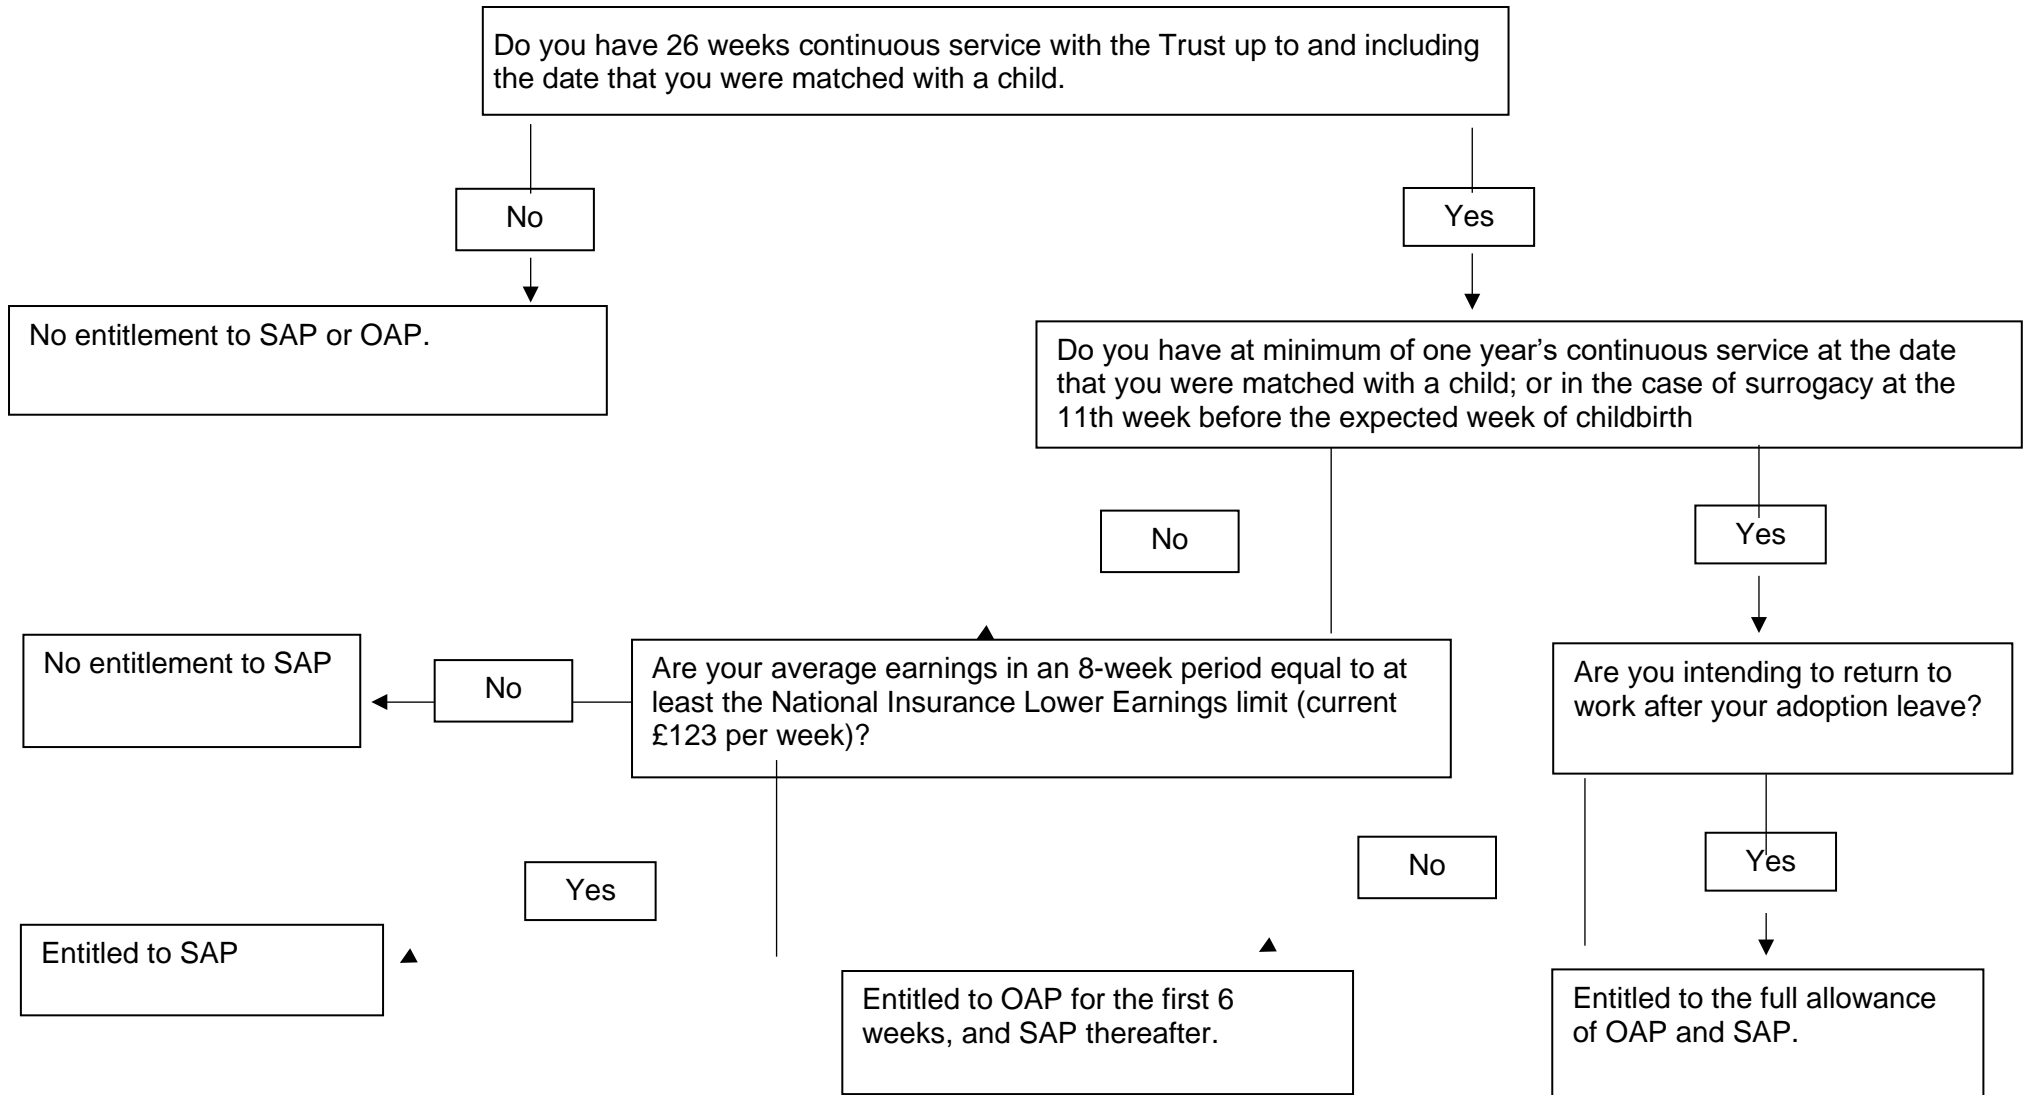 Do you have 26 weeks continuous service with the Trust up to and including
the date that you were matched with a child.
No
Yes
No entitlement to SAP or OAP.
Do you have at minimum of one year’s continuous service at the date
that you were matched with a child; or in the case of surrogacy at the
11th week before the expected week of childbirth
No
Yes
No entitlement to SAP
No
Are your average earnings in an 8-week period equal to at
least the National Insurance Lower Earnings limit (current
£123 per week)?
Are you intending to return to
work after your adoption leave?
Yes
No
Yes
Entitled to SAP
Entitled to OAP for the first 6
weeks, and SAP thereafter.
Entitled to the full allowance
of OAP and SAP.